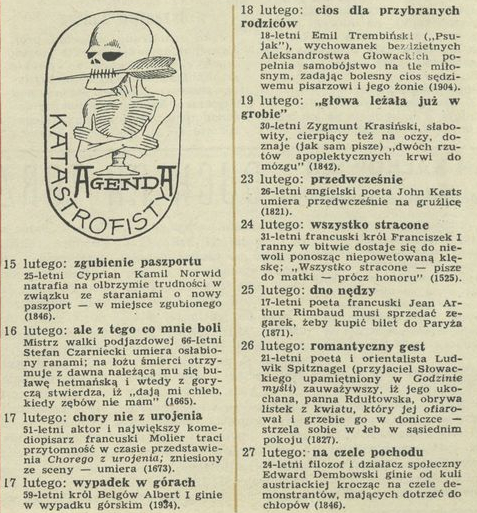 KATASTROFISTY
AGENDA
15 lutego: zgubienie paszportu
25-letni Cyprian Kamil Norwid
natrafia na olbrzymie trudności w
związku ze staraniami o nowy
paszport — w miejsce zgubionego
(1846).
16 lutego: ale z tego co mnie boli
Mistrz walki podjazdowej 66-letni
Stefan Czarniecki umiera osłabio-
ny ranami; na łożu śmierci otrzy-
muje z dawna należącą mu się bu-
ławę hetmańską i wtedy z gory-
czą stwierdza, iż „dają mi chleb,
kiedy zębów nie mam" (1665).
17 lutego: chory nie z urojenia
51-letni aktor i największy kome-
diopisarz francuski Molier traci
przytomność w czasie przedstawie-
nia Chorego z urojenia; zniesiony
ze sceny — umiera (1673).
17 lutego: wypadek w górach
59-letni król Belgów Albert I ginie
w wypadku górskim (1934).
18 lutego: cios dla przybranych
rodziców
18-letni Emil Trembiński („Psu-
jak"), wychowanek bezdzietnych
Aleksandrostwa Głowackich po-
pełnia samobójstwo na tle miło-
snym, zadając bolesny cios sędzi-
wemu pisarzowi i jego żonie (1904).
19 lutego: „głowa leżała już w
grobie"
30-letni Zygmunt Krasiński, słabo-
wity, cierpiący też na oczy, do-
znaje (jak sam pisze) „dwóch rzu-
tów apoplektycznych krwi do
mózgu" (1842).
23 lutego: przedwcześnie
26-letni angielski poeta John Keats
umiera przedwcześnie na gruźlicę
(1821).
24 lutego: wszystko stracone
31-letni francuski król Franciszek I
ranny w bitwie dostaje się do nie-
woli ponosząc niepowetowaną klę-
skę; „Wszystko stracone — pisze
do matki — prócz honoru" (1525).
25 lutego: dno nędzy
17-letni poeta francuski Jean Ar-
thur Rimbaud musi sprzedać ze-
garek, żeby kupić bilet do Paryża
(1871).
26 lutego: romantyczny gest
21-letni poeta i orientalista Lud-
wik Spitznagel (przyjaciel Słowac-
kiego upamiętniony w Godzinie
myśli) zauważywszy, iż jego uko-
chana, panna Rdułtowska, obrywa
listek z kwiatu, który jej ofiaro-
wał i grzebie go w doniczce —
strzela sobie w łeb w sąsiednim
pokoju (1827).
27 lutego: na czele pochodu
24-letni filozof i działacz społeczny
Edward Dembowski ginie od kuli
austriackiej krocząc na czele de-
monstrantów, mających dotrzeć do
chłopów (1846).